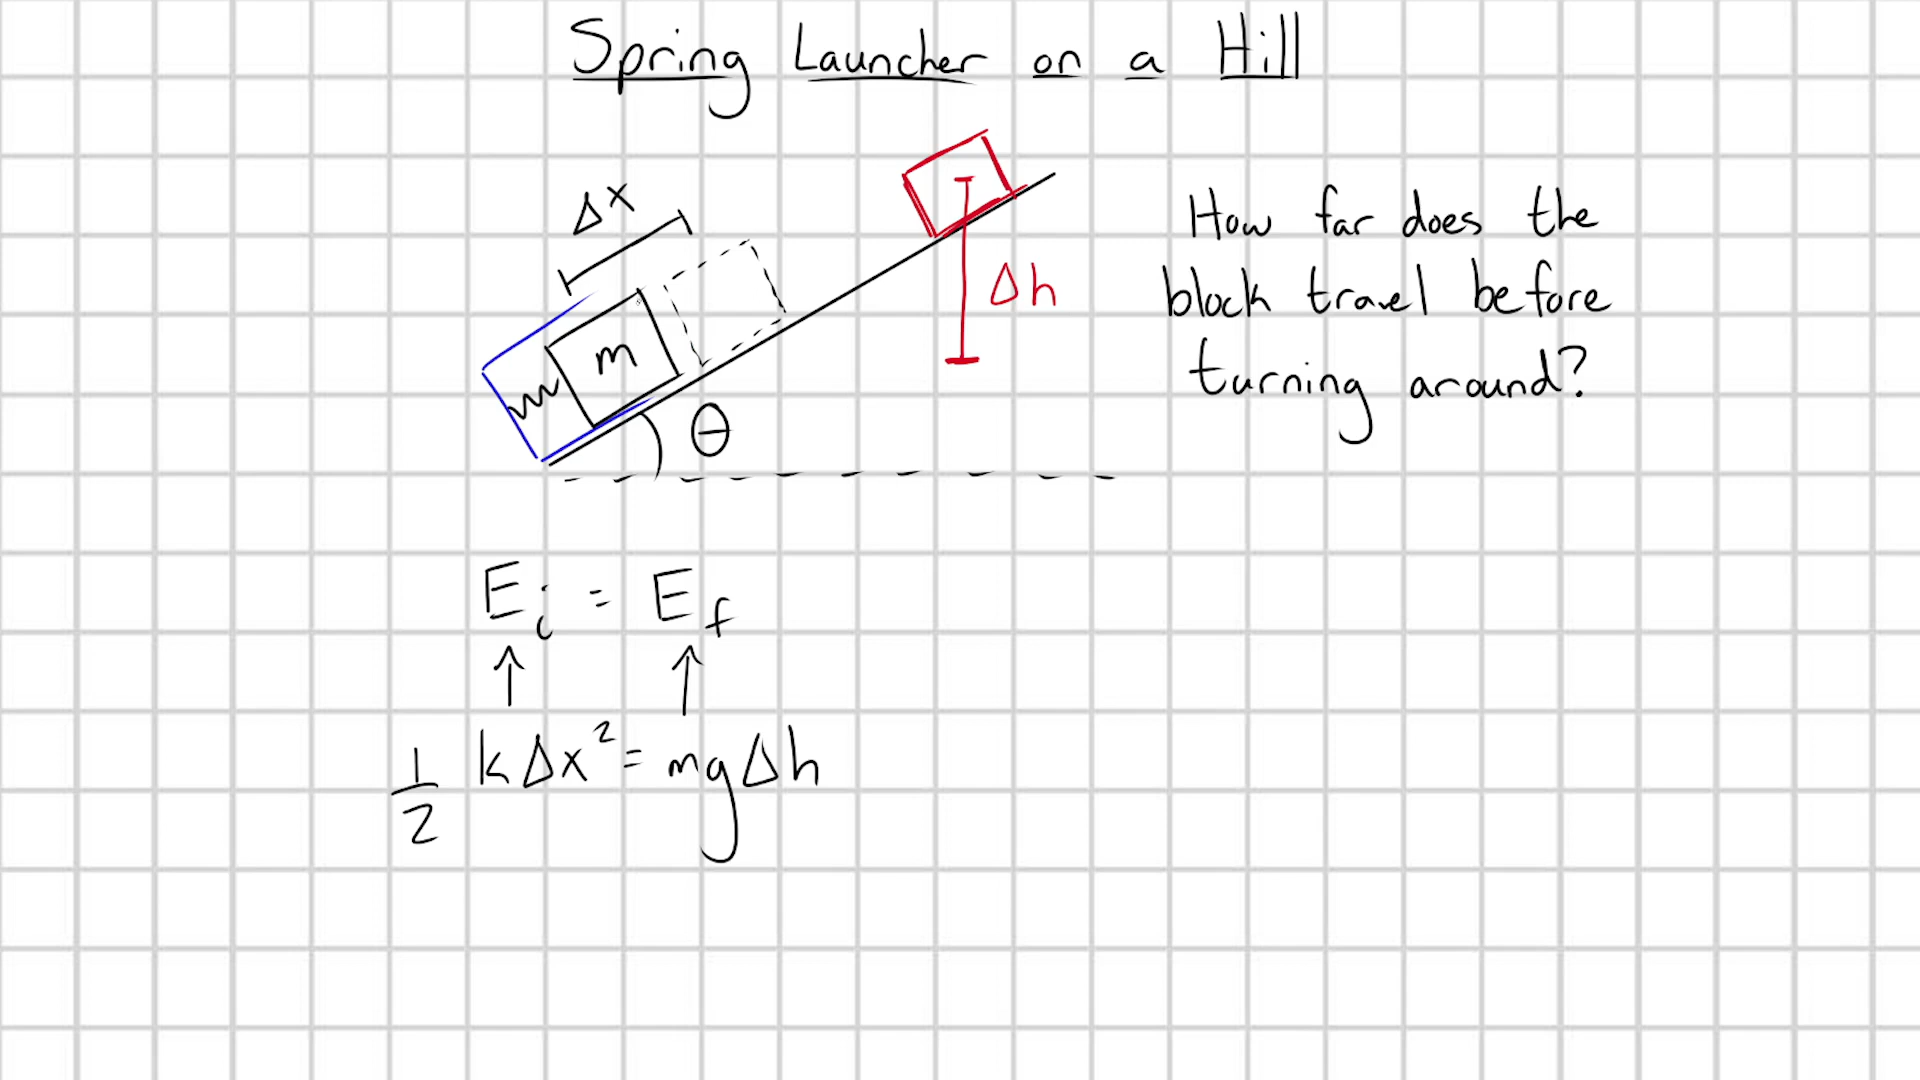 Spring Launcher on a Hill
Δx
m
θ
Δh
How far does the
block travel before
turning around?
E_i = E_f
↑ ↑
1/2 kΔx² = mgΔh